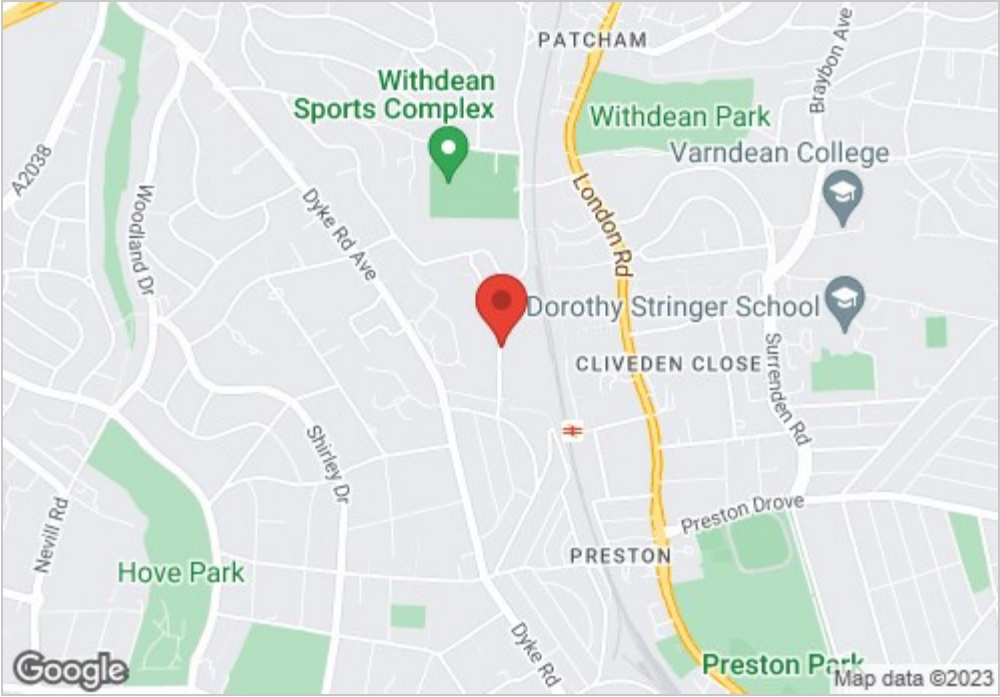 PATCHAM
Braybon Ave
Withdean
Sports Complex
Withdean Park
Varndean College
A2038
Woodland Dr
Dyke Rd Ave
London Rd
Dorothy Stringer School
CLIVEDEN CLOSE
Surrenden Rd
Shirley Dr
Nevill Rd
Preston Drove
PRESTON
Hove Park
Dyke Rd
Preston Park
Google
Map data ©2023